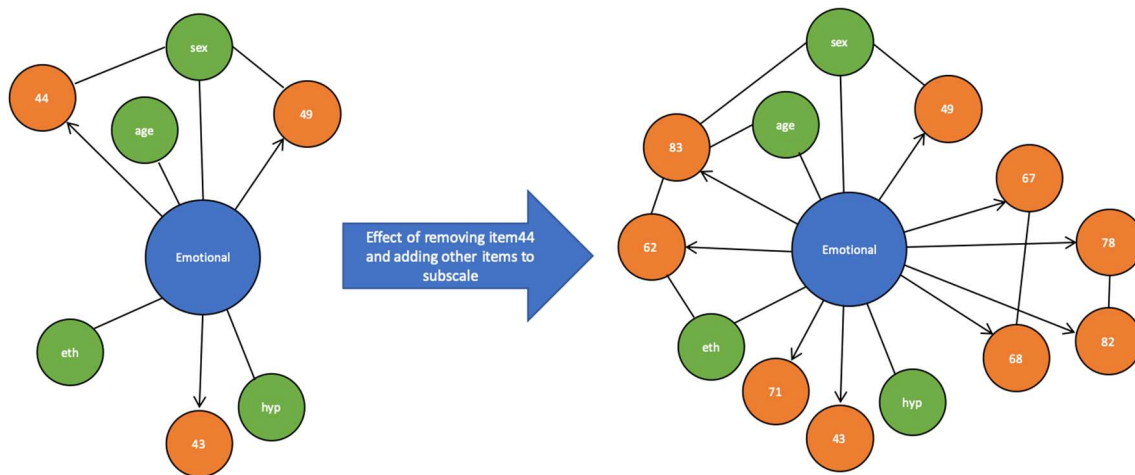 sex
44
49
age
Emotional
eth
hyp
43
Effect of removing item44
and adding other items to
subscale
sex
49
age
83
67
62
Emotional
78
eth
68
82
71
hyp
43